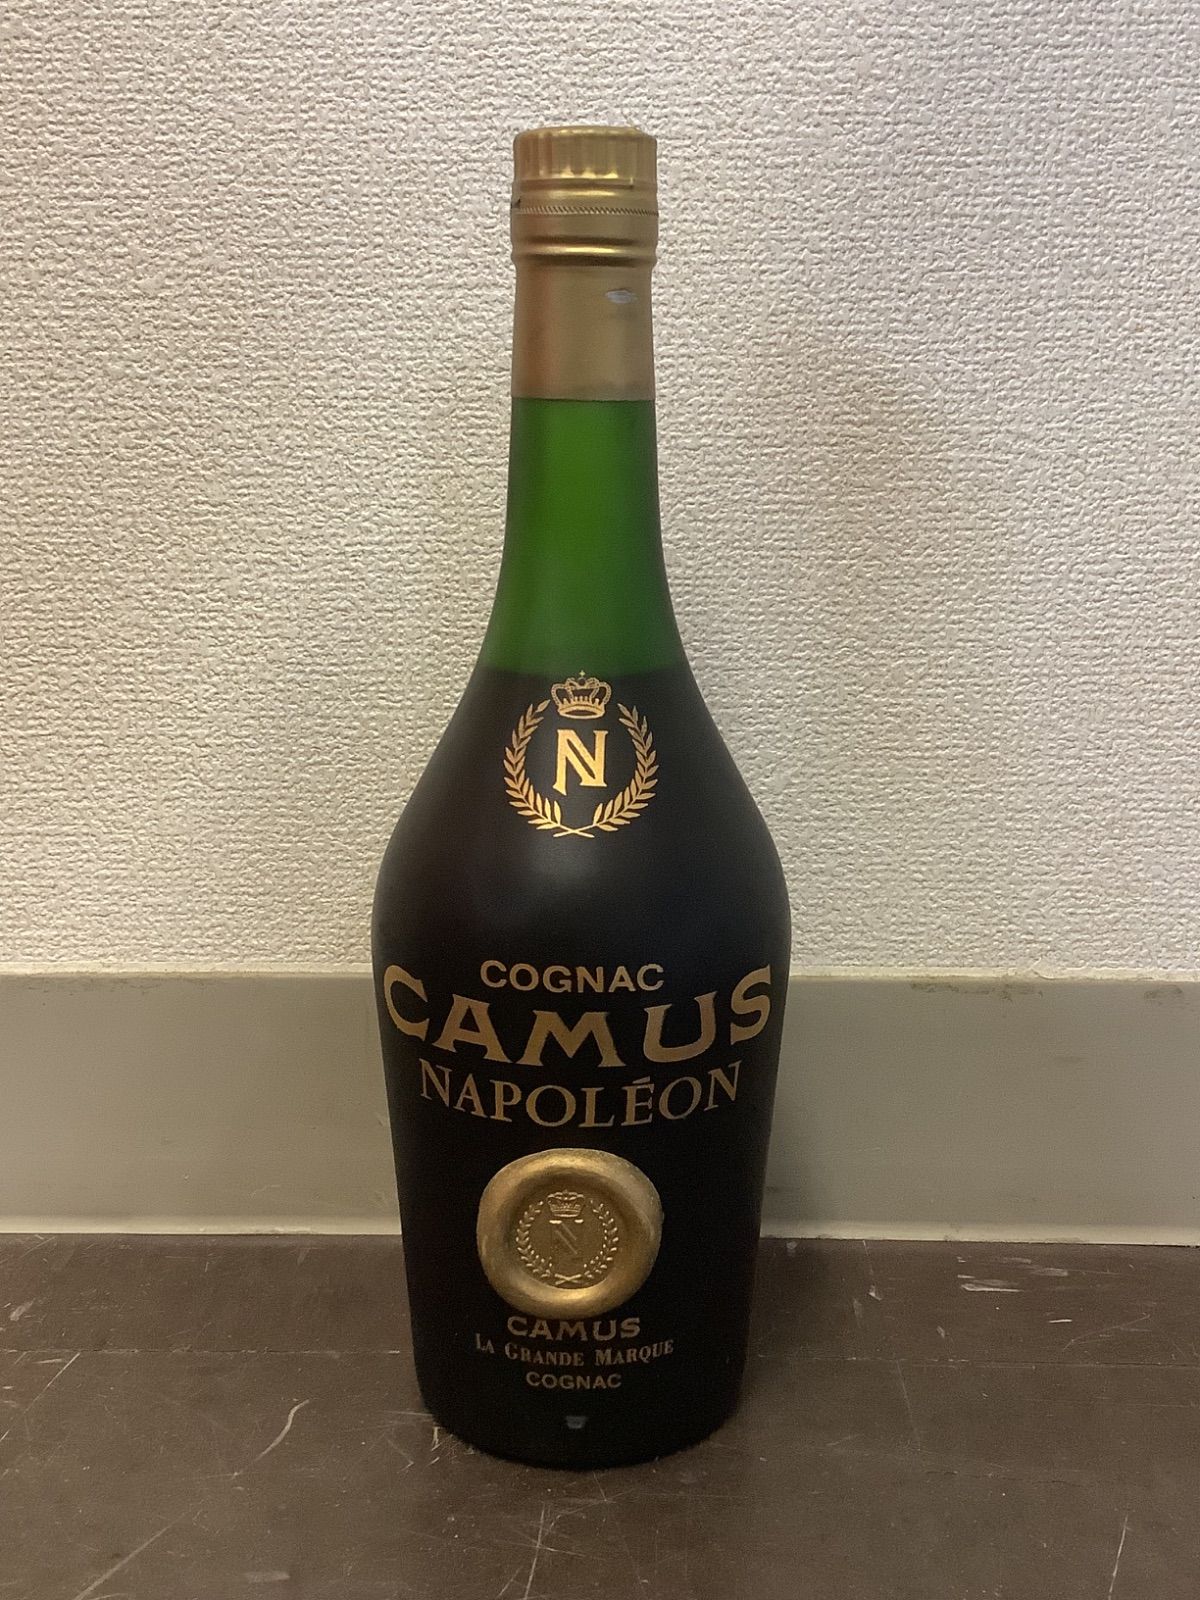 N
COGNAC
CAMUS
NAPOLÉON
N
CAMUS
LA GRANDE MARQUE
COGNAC